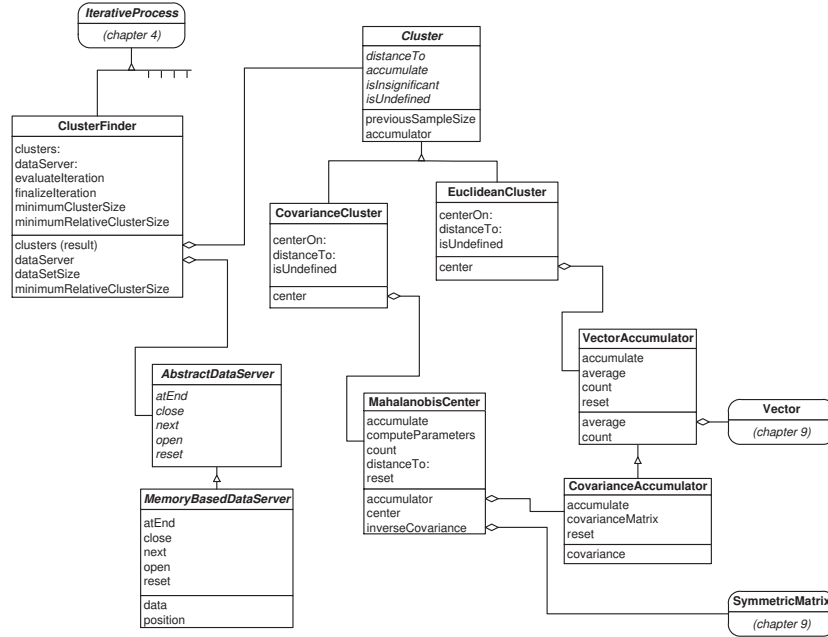 IterativeProcess
(chapter 4)
ClusterFinder
clusters:
dataServer:
evaluateIteration
finalizeIteration
minimumClusterSize
minimumRelativeClusterSize
clusters (result)
dataServer
dataSetSize
minimumRelativeClusterSize
Cluster
distanceTo
accumulate
isInsignificant
isUndefined
previousSampleSize
accumulator
CovarianceCluster
centerOn:
distanceTo:
isUndefined
center
EuclideanCluster
centerOn:
distanceTo:
isUndefined
center
AbstractDataServer
atEnd
close
next
open
reset
MemoryBasedDataServer
atEnd
close
next
open
reset
data
position
MahalanobisCenter
accumulate
computeParameters
count
distanceTo:
reset
accumulator
center
inverseCovariance
VectorAccumulator
accumulate
average
count
reset
average
count
Vector
(chapter 9)
CovarianceAccumulator
accumulate
covarianceMatrix
reset
covariance
SymmetricMatrix
(chapter 9)